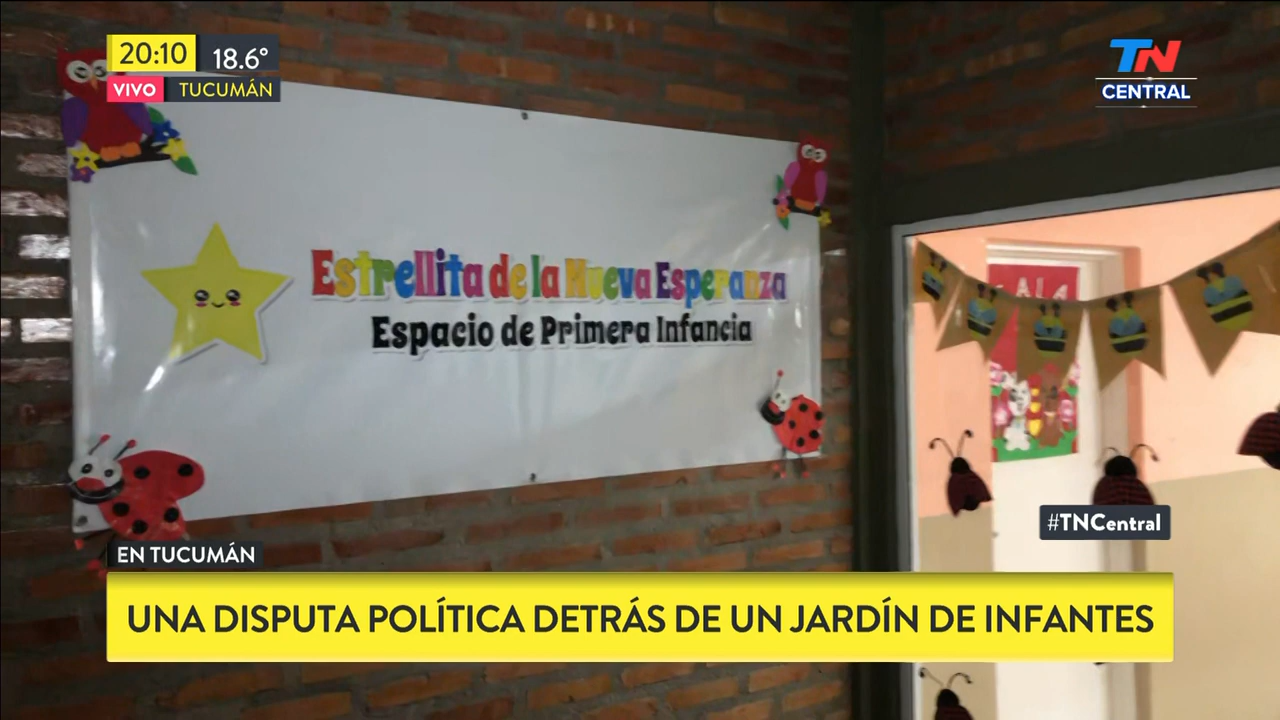 20:10
18.6°
VIVO
TUCUMÁN
TN
CENTRAL
Estrellita de la Nueva Esperanza
Espacio de Primera Infancia
SALA
#TNCentral
EN TUCUMÁN
UNA DISPUTA POLÍTICA DETRÁS DE UN JARDÍN DE INFANTES